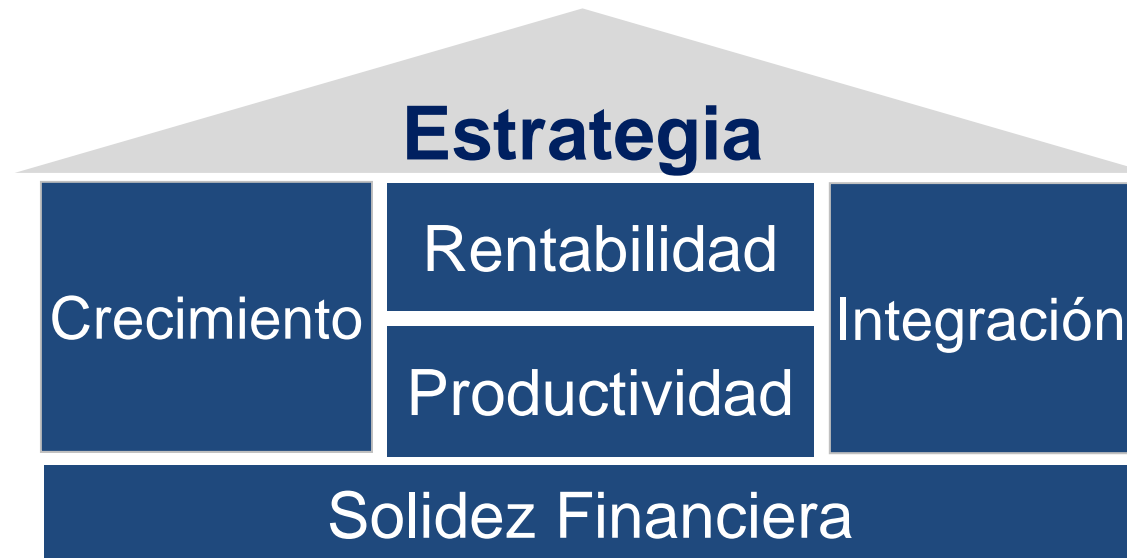 Estrategia
Crecimiento
Rentabilidad
Productividad
Integración
Solidez Financiera